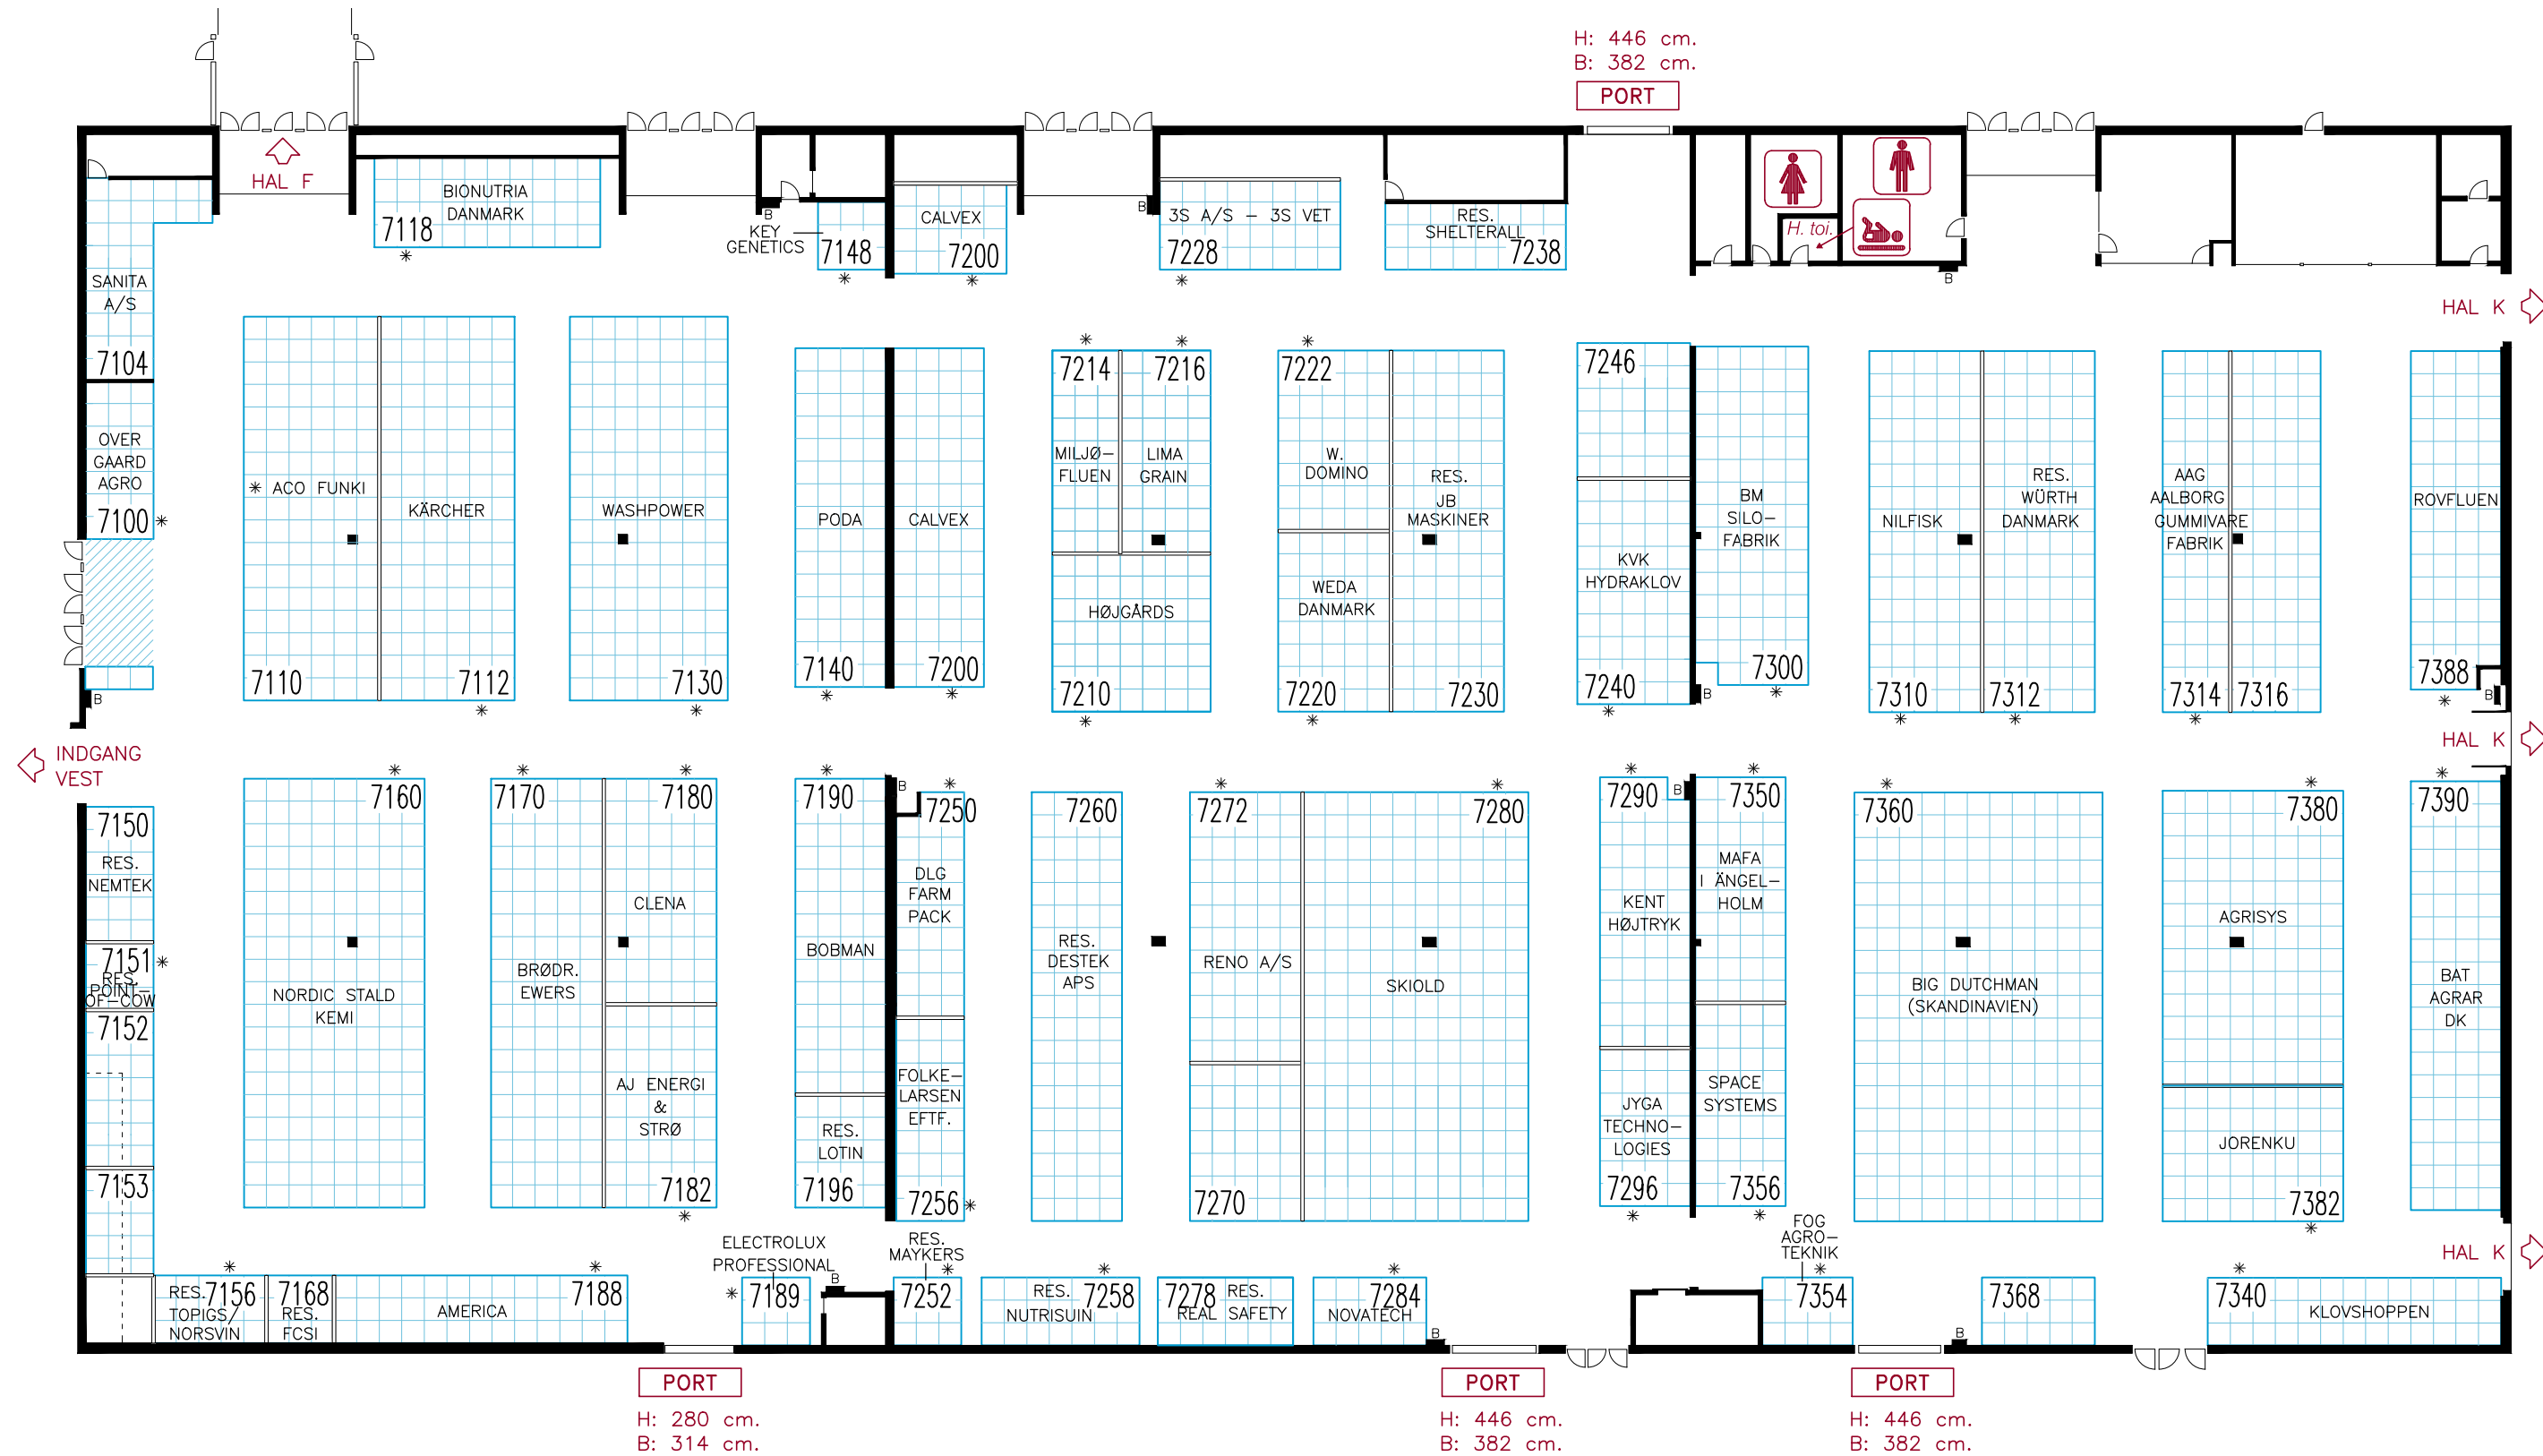 H: 446 cm.
B: 382 cm.
PORT
HAL F
BIONUTRIA
DANMARK
7118
*
B
KEY
GENETICS
7148
*
CALVEX
7200
*
B
3S A/S - 3S VET
7228
*
RES.
SHELTERALL
7238
H. toi.
B
HAL K
SANITA
A/S
7104
OVER
GAARD
AGRO
7100 *
B
* ACO FUNKI
7110
KÄRCHER
7112
*
WASHPOWER
7130
*
PODA
7140
*
CALVEX
7200
*
*
7214
MILJØ-
FLUEN
*
7216
LIMA
GRAIN
HØJGÅRDS
7210
*
*
7222
W.
DOMINO
WEDA
DANMARK
7220
*
RES.
JB
MASKINER
7230
7246
KVK
HYDRAKLOV
7240
*
B
BM
SILO-
FABRIK
7300
*
NILFISK
7310
*
RES.
WÜRTH
DANMARK
7312
*
AAG
AALBORG
GUMMIVARE
FABRIK
7314
*
7316
ROVFLUEN
7388
*
B
INDGANG
VEST
HAL K
7150
RES.
NEMTEK
7151 *
RES.
POINT-
OF-COW
7152
7153
*
7160
NORDIC STALD
KEMI
*
7170
BRØDR.
EWERS
*
7180
CLENA
AJ ENERGI
&
STRØ
7182
*
*
7190
BOBMAN
RES.
LOTIN
7196
B
*
7250
DLG
FARM
PACK
FOLKE-
LARSEN
EFTF.
7256 *
7260
RES.
DESTEK
APS
*
7272
RENO A/S
7270
*
7280
SKIOLD
*
7290
B
KENT
HØJTRYK
JYGA
TECHNO-
LOGIES
7296
*
*
7350
MAFA
I ÄNGEL-
HOLM
SPACE
SYSTEMS
7356
*
*
7360
BIG DUTCHMAN
(SKANDINAVIEN)
*
7380
AGRISYS
JORENKU
7382
*
*
7390
BAT
AGRAR
DK
HAL K
*
RES. 7156
TOPIGS/
NORSVIN
7168
RES.
FCSI
*
AMERICA
7188
ELECTROLUX
PROFESSIONAL
* 7189
B
RES.
MAYKERS
*
7252
*
RES. 7258
NUTRISUIN
7278 RES.
REAL SAFETY
*
7284
NOVATECH
B
FOG
AGRO-
TEKNIK
*
7354
B
7368
*
7340
KLOVSHOPPEN
PORT
H: 280 cm.
B: 314 cm.
PORT
H: 446 cm.
B: 382 cm.
PORT
H: 446 cm.
B: 382 cm.